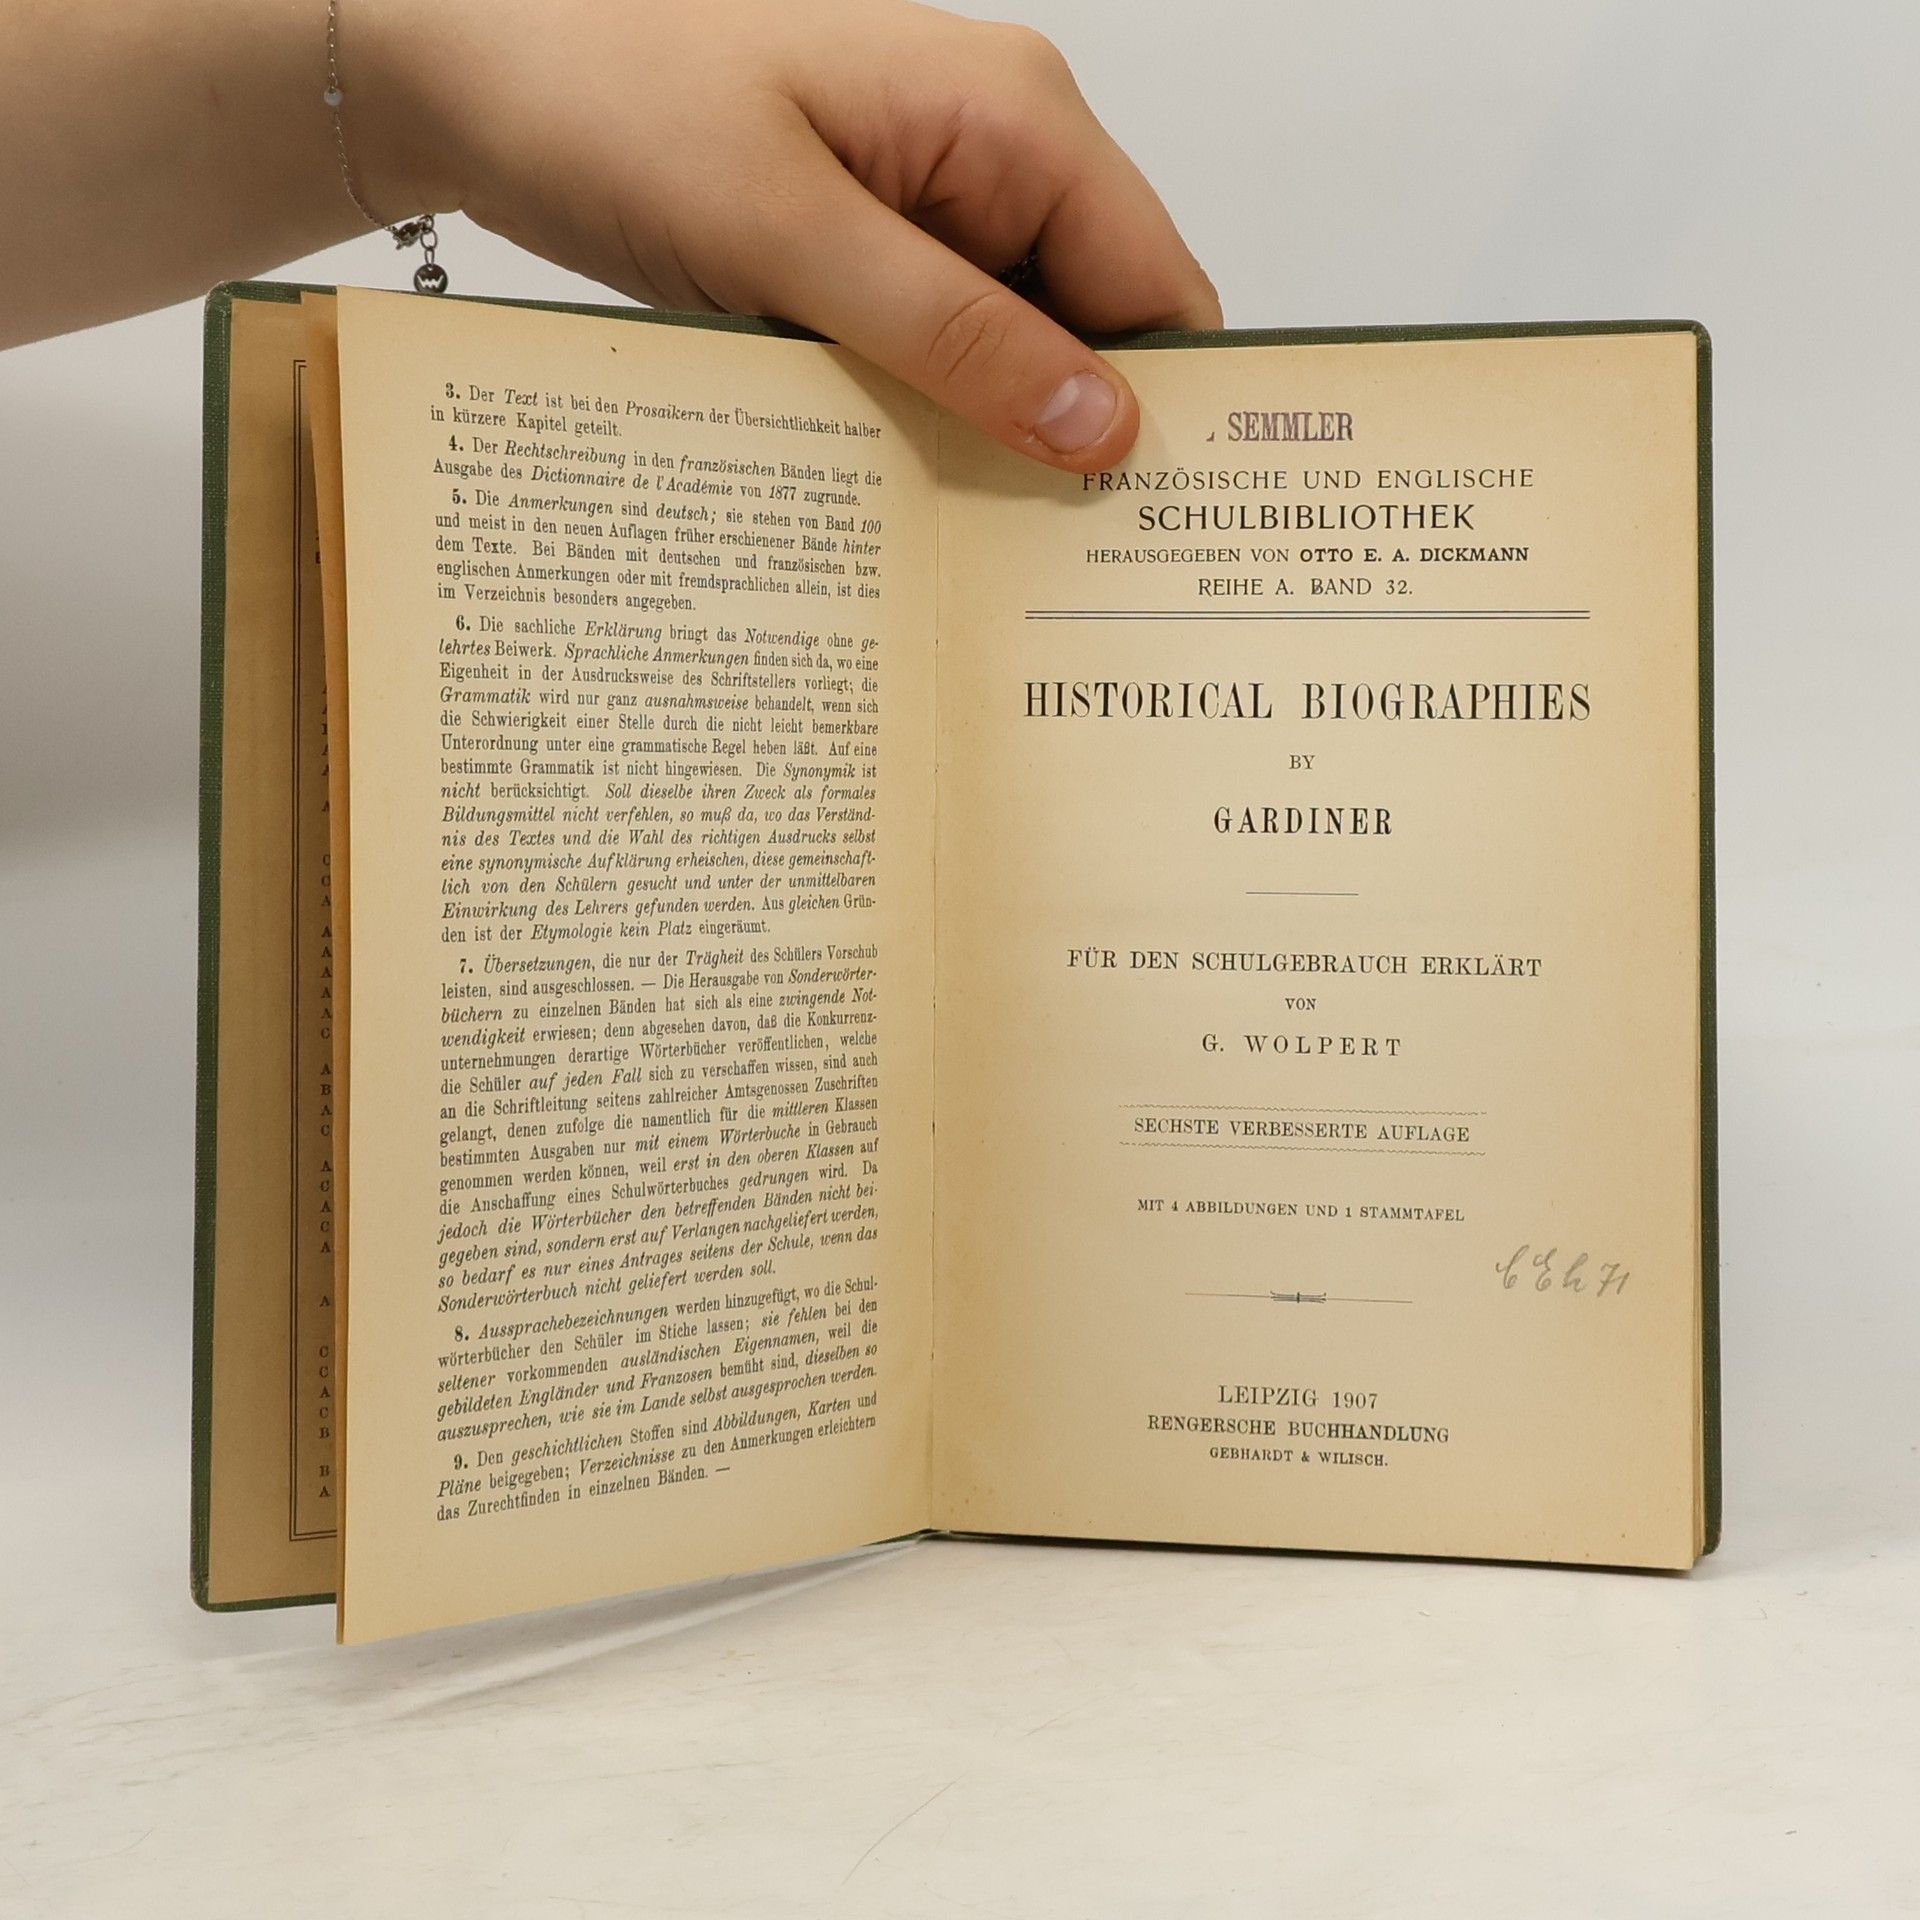 3. Der Text ist bei den Prosaikern der Übersichtlichkeit halber
in kürzere Kapitel geteilt.
4. Der Rechtschreibung in den französischen Bänden liegt die
Ausgabe des Dictionnaire de l'Académie von 1877 zugrunde.
5. Die Anmerkungen sind deutsch; sie stehen von Band 100
und meist in den neuen Auflagen früher erschienener Bände hinter
dem Texte. Bei Bänden mit deutschen und französischen bzw.
englischen Anmerkungen oder mit fremdsprachlichen allein, ist dies
im Verzeichnis besonders angegeben.
6. Die sachliche Erklärung bringt das Notwendige ohne ge-
lehrtes Beiwerk. Sprachliche Anmerkungen finden sich da, wo eine
Eigenheit in der Ausdrucksweise des Schriftstellers vorliegt; die
Grammatik wird nur ganz ausnahmsweise behandelt, wenn sich
die Schwierigkeit einer Stelle durch die nicht leicht bemerkbare
Unterordnung unter eine grammatische Regel heben läßt. Auf eine
bestimmte Grammatik ist nicht hingewiesen. Die Synonymik ist
nicht berücksichtigt. Soll dieselbe ihren Zweck als formales
Bildungsmittel nicht verfehlen, so muß da, wo das Verständ-
nis des Textes und die Wahl des richtigen Ausdrucks selbst
eine synonymische Aufklärung erheischen, diese gemeinschaft-
lich von den Schülern gesucht und unter der unmittelbaren
Einwirkung des Lehrers gefunden werden. Aus gleichen Grün-
den ist der Etymologie kein Platz eingeräumt.
7. Übersetzungen, die nur der Trägheit des Schülers Vorschub
leisten, sind ausgeschlossen. — Die Herausgabe von Sonderwörter-
büchern zu einzelnen Bänden hat sich als eine zwingende Not-
wendigkeit erwiesen; denn abgesehen davon, daß die Konkurrenz-
unternehmungen derartige Wörterbücher veröffentlichen, welche
die Schüler auf jeden Fall sich zu verschaffen wissen, sind auch
an die Schriftleitung seitens zahlreicher Amtsgenossen Zuschriften
gelangt, denen zufolge die namentlich für die mittleren Klassen
bestimmten Ausgaben nur mit einem Wörterbuche in Gebrauch
genommen werden können, weil erst in den oberen Klassen auf
die Anschaffung eines Schulwörterbuches gedrungen wird. Da
jedoch die Wörterbücher den betreffenden Bänden nicht bei-
gegeben sind, sondern erst auf Verlangen nachgeliefert werden,
so bedarf es nur eines Antrages seitens der Schule, wenn das
Sonderwörterbuch nicht geliefert werden soll.
8. Aussprachebezeichnungen werden hinzugefügt, wo die Schul-
wörterbücher den Schüler im Stiche lassen; sie fehlen bei den
seltener vorkommenden ausländischen Eigennamen, weil die
gebildeten Engländer und Franzosen bemüht sind, dieselben so
auszusprechen, wie sie im Lande selbst ausgesprochen werden.
9. Den geschichtlichen Stoffen sind Abbildungen, Karten und
Pläne beigegeben; Verzeichnisse zu den Anmerkungen erleichtern
das Zurechtfinden in einzelnen Bänden. —
SEMMLER
FRANZÖSISCHE UND ENGLISCHE
SCHULBIBLIOTHEK
HERAUSGEGEBEN VON OTTO E. A. DICKMANN
REIHE A. BAND 32.
HISTORICAL BIOGRAPHIES
BY
GARDINER
FÜR DEN SCHULGEBRAUCH ERKLÄRT
VON
G. WOLPERT
SECHSTE VERBESSERTE AUFLAGE
MIT 4 ABBILDUNGEN UND 1 STAMMTAFEL
LEIPZIG 1907
RENGERSCHE BUCHHANDLUNG
GEBHARDT & WILISCH.